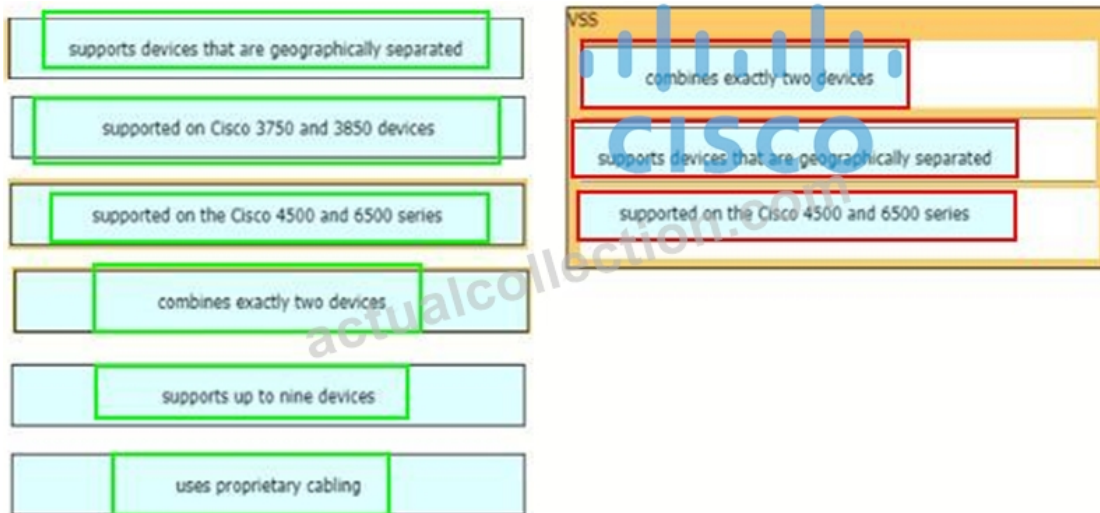 supports devices that are geographically separated
supported on Cisco 3750 and 3850 devices
supported on the Cisco 4500 and 6500 series
combines exactly two devices
supports up to nine devices
uses proprietary cabling
VSS
combines exactly two devices
supports devices that are geographically separated
supported on the Cisco 4500 and 6500 series
CISCO
actualcollection.com